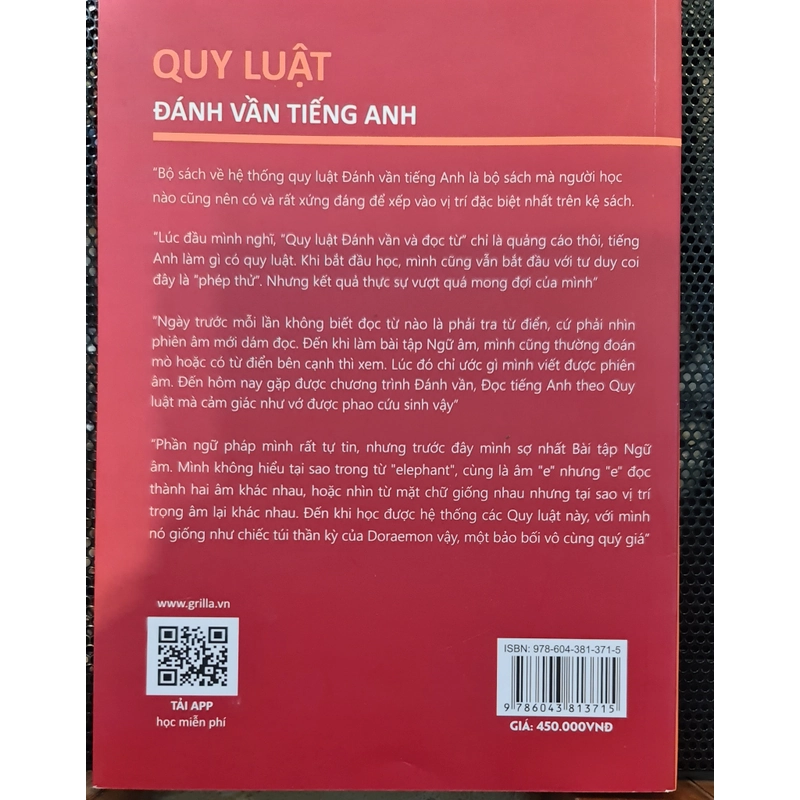 QUY LUẬT
ĐÁNH VẦN TIẾNG ANH
"Bộ sách về hệ thống quy luật Đánh vần tiếng Anh là bộ sách mà người học
nào cũng nên có và rất xứng đáng để xếp vào vị trí đặc biệt nhất trên kệ sách.
"Lúc đầu mình nghĩ, "Quy luật Đánh vần và đọc từ" chỉ là quảng cáo thôi, tiếng
Anh làm gì có quy luật. Khi bắt đầu học, mình cũng vẫn bắt đầu với tư duy coi
đây là "phép thử". Nhưng kết quả thực sự vượt quá mong đợi của mình"
"Ngày trước mỗi lần không biết đọc từ nào là phải tra từ điển, cứ phải nhìn
phiên âm mới dám đọc. Đến khi làm bài tập Ngữ âm, mình cũng thường đoán
mò hoặc có từ điển bên cạnh thì xem. Lúc đó chỉ ước gì mình viết được phiên
âm. Đến hôm nay gặp được chương trình Đánh vần, Đọc tiếng Anh theo Quy
luật mà cảm giác như vớ được phao cứu sinh vậy"
"Phần ngữ pháp mình rất tự tin, nhưng trước đây mình sợ nhất Bài tập Ngữ
âm. Mình không hiểu tại sao trong từ "elephant", cùng là âm "e" nhưng "e" đọc
thành hai âm khác nhau, hoặc nhìn từ mặt chữ giống nhau nhưng tại sao vị trí
trọng âm lại khác nhau. Đến khi học được hệ thống các Quy luật này, với mình
nó giống như chiếc túi thần kỳ của Doraemon vậy, một bảo bối vô cùng quý giá"
www.grilla.vn
TẢI APP
học miễn phí
ISBN: 978-604-381-371-5
9 786043 813715
GIÁ: 450.000VNĐ